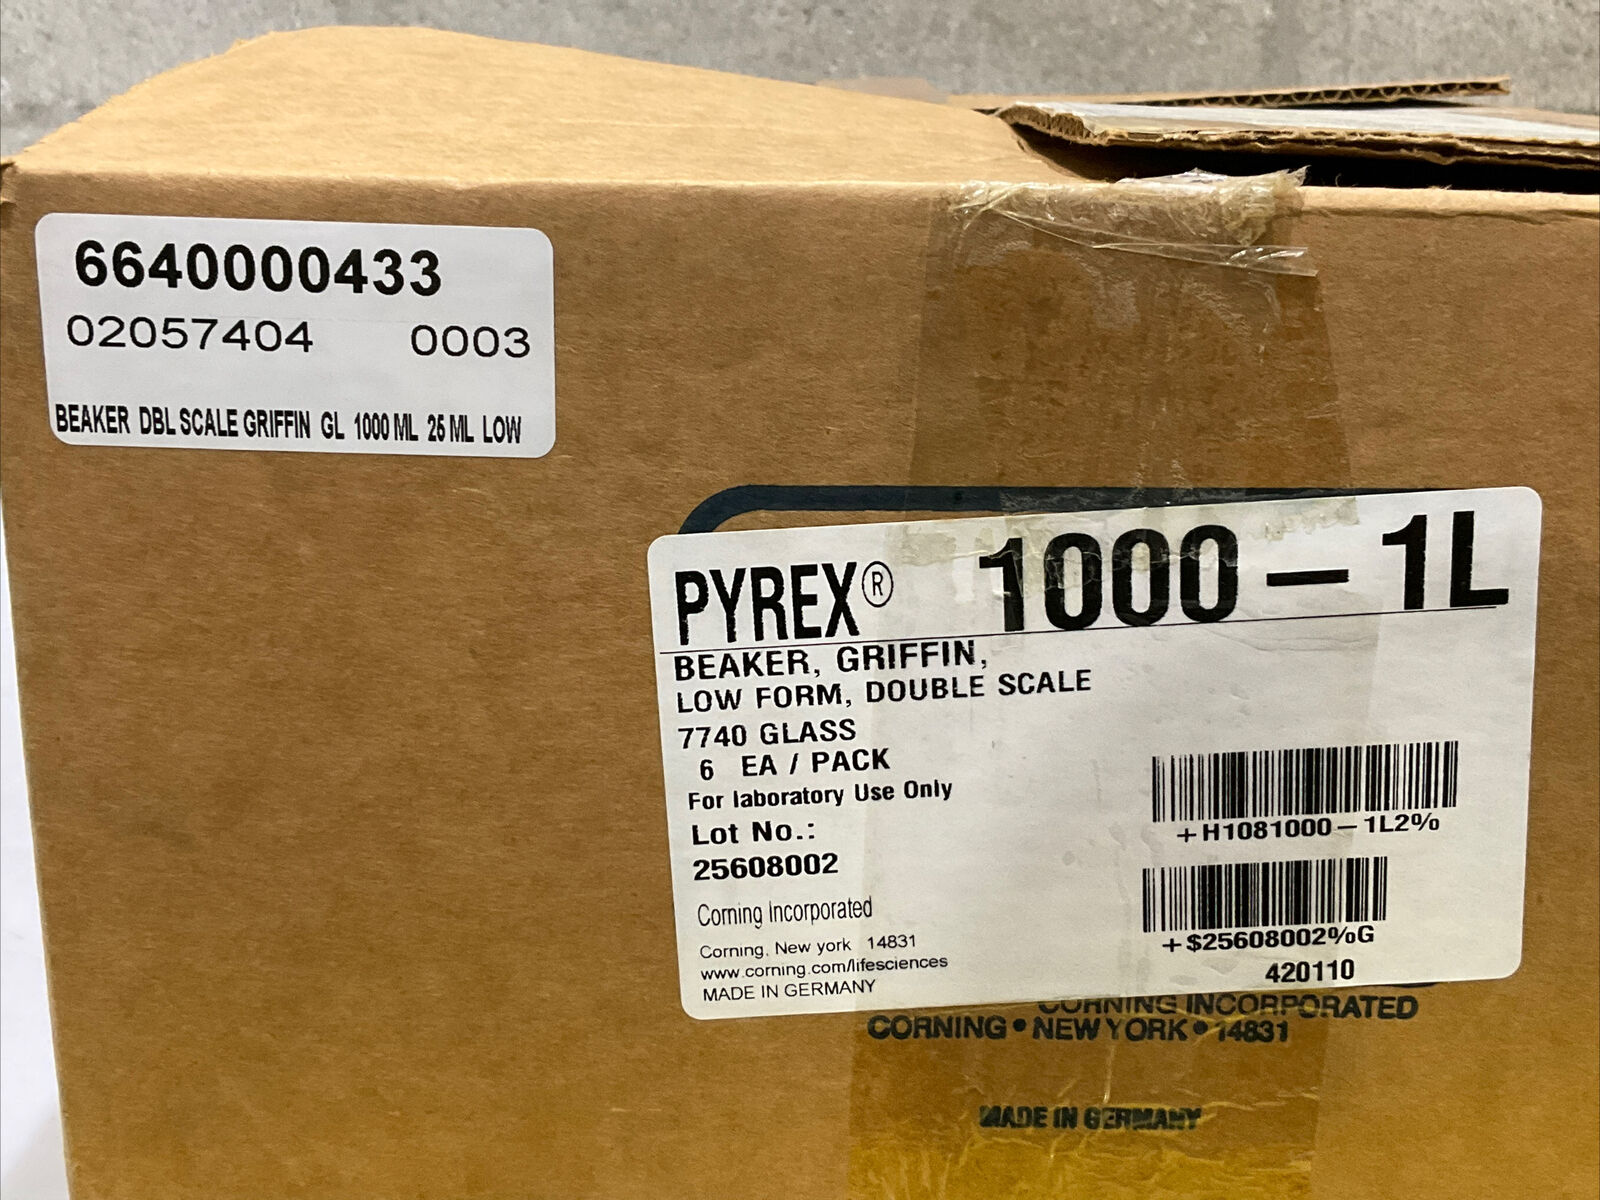 6640000433
02057404 0003
BEAKER DBL SCALE GRIFFIN GL 1000 ML 25 ML LOW
PYREX® 1000-1L
BEAKER, GRIFFIN,
LOW FORM, DOUBLE SCALE
7740 GLASS
6 EA / PACK
For laboratory Use Only
Lot No.:
25608002
Corning Incorporated
Corning, New york 14831
www.corning.com/lifesciences
MADE IN GERMANY
+H1081000-1L2%
+$25608002%G
420110
CORNING INCORPORATED
CORNING • NEW YORK • 14831
MADE IN GERMANY